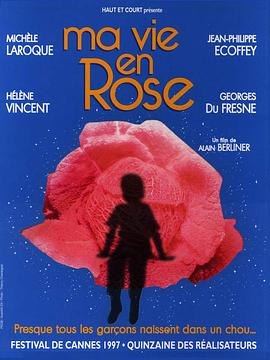 HAUT ET COURT présente
MICHÈLE
LAROQUE
JEAN-PHILIPPE
ECOFFEY
ma vie
en
Rose
HÉLÈNE
VINCENT
GEORGES
DU FRESNE
Un film de
ALAIN BERLINER
Presque tous les garçons naissent dans un chou...
FESTIVAL DE CANNES 1997 • QUINZAINE DES RÉALISATEURS